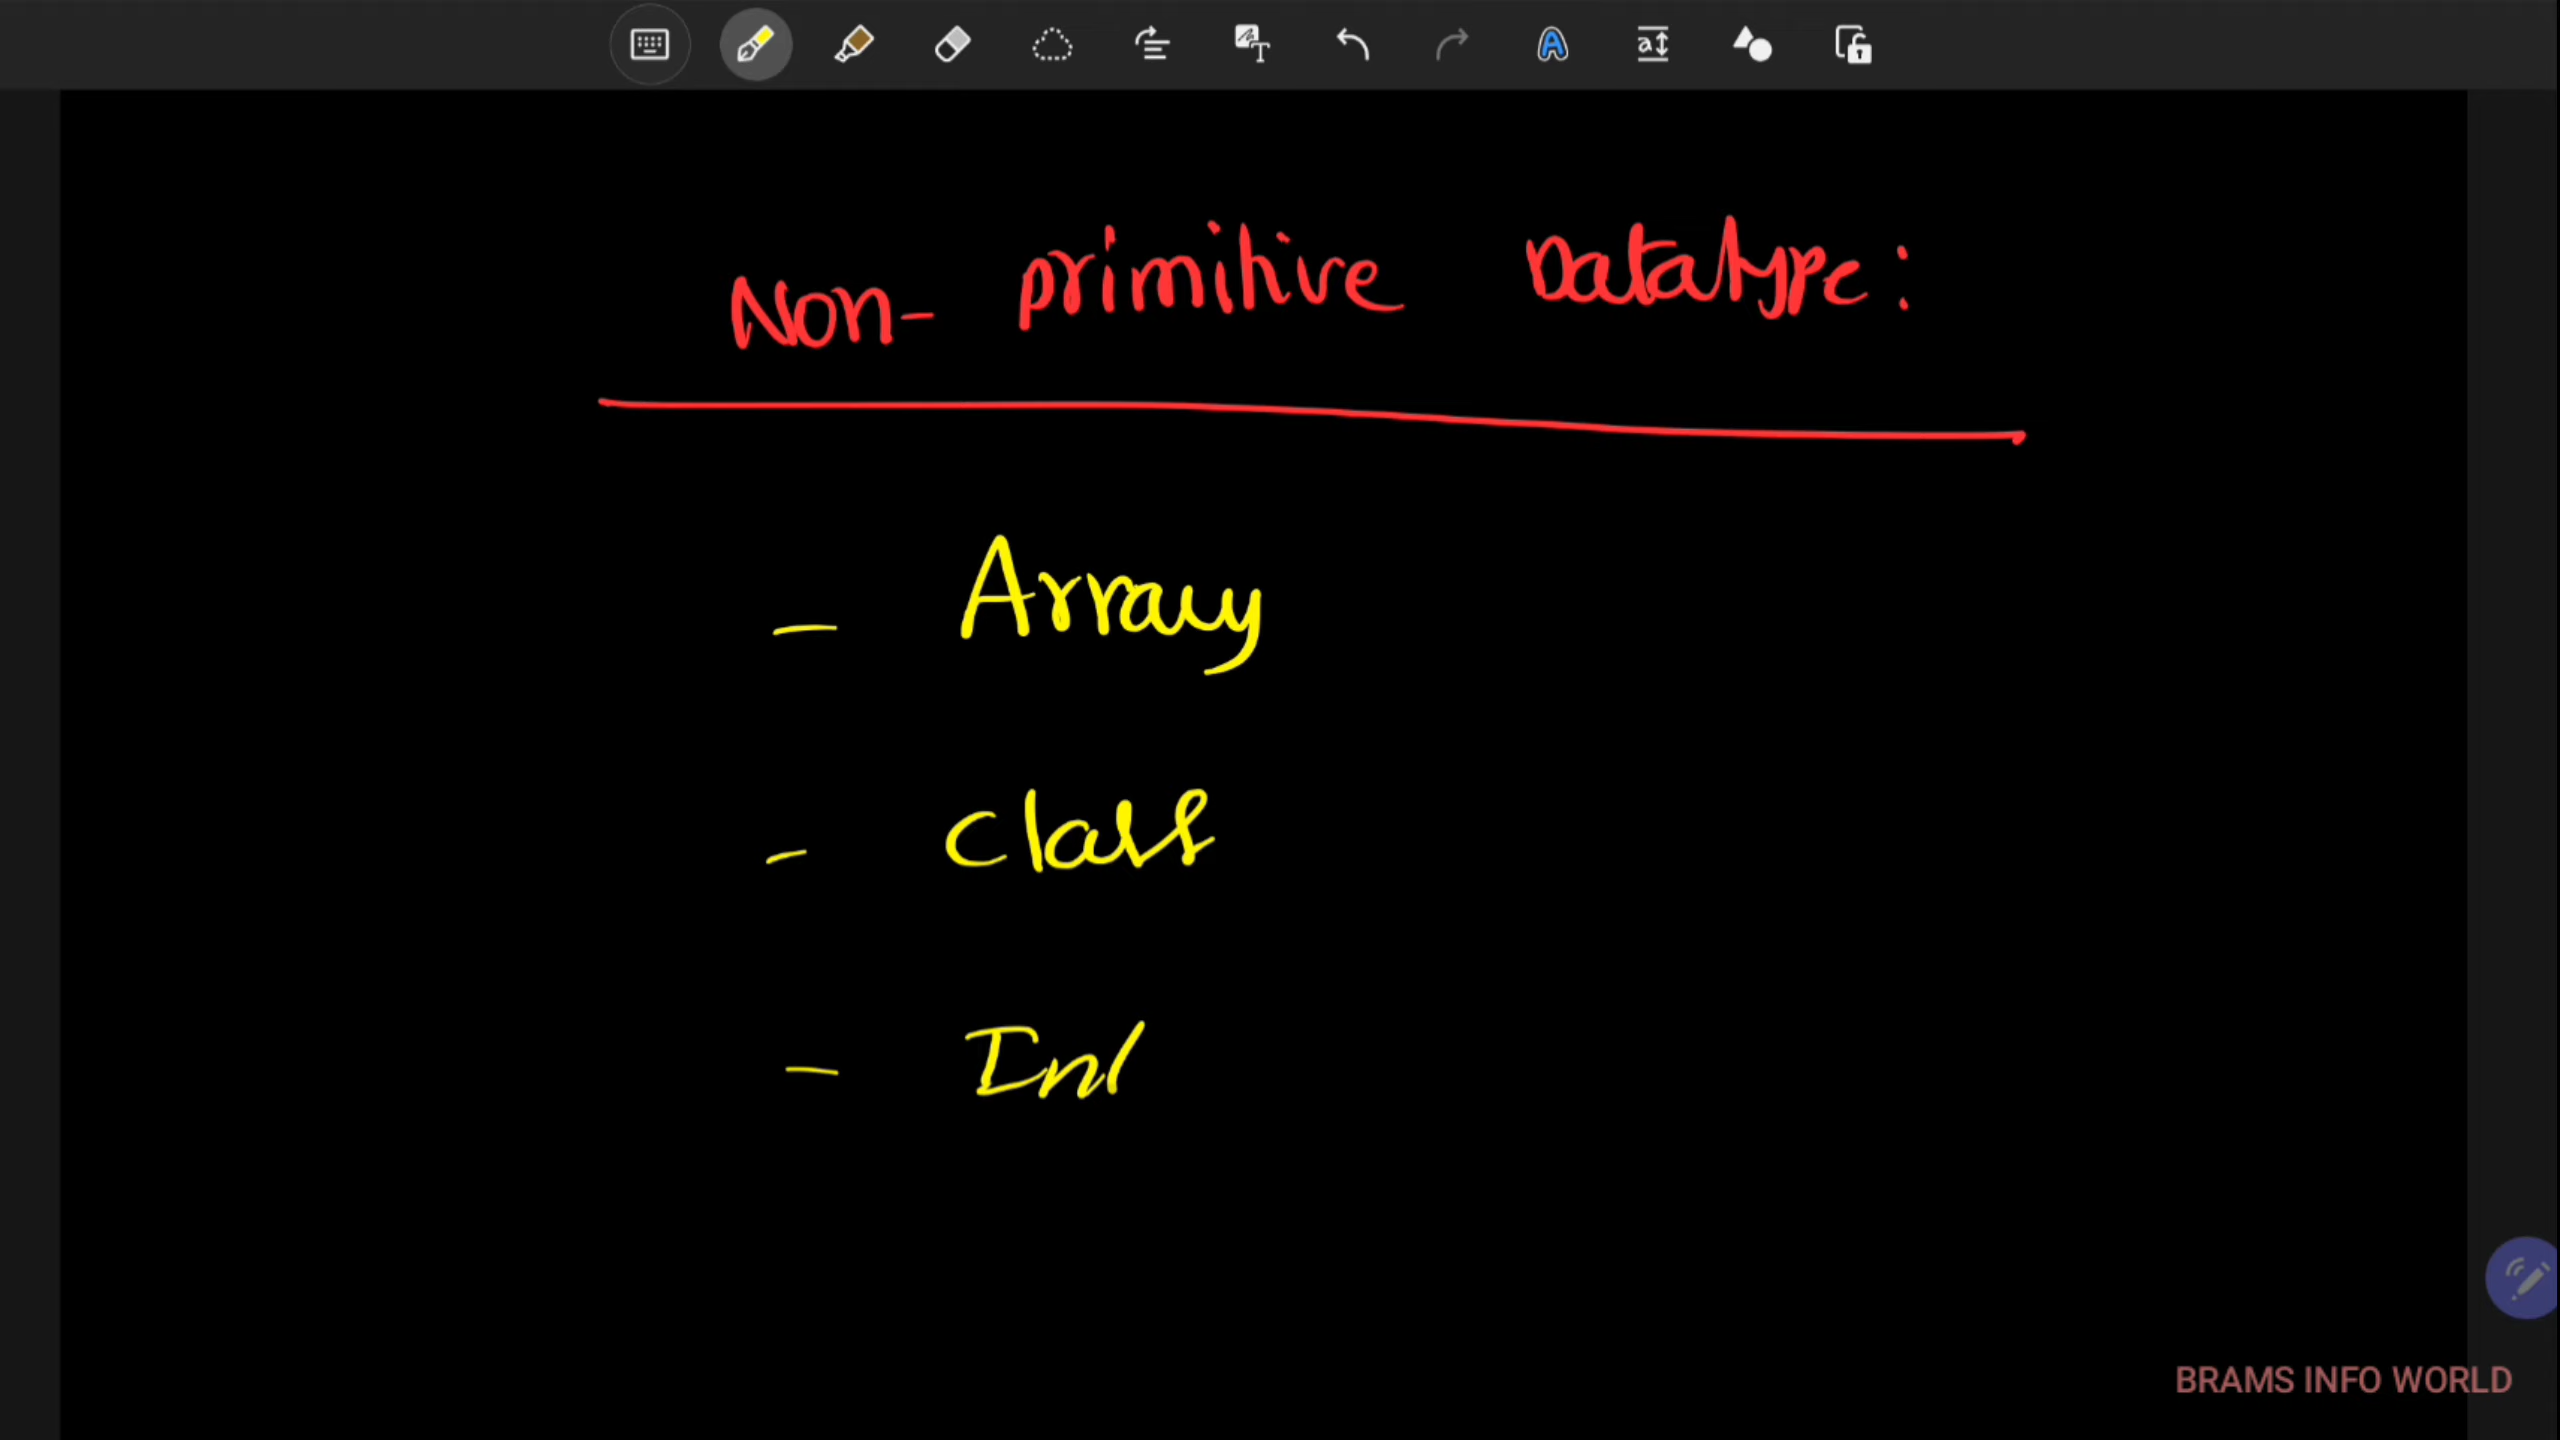 Non- primitive Datatype:
- Array
- class
- Int
BRAMS INFO WORLD